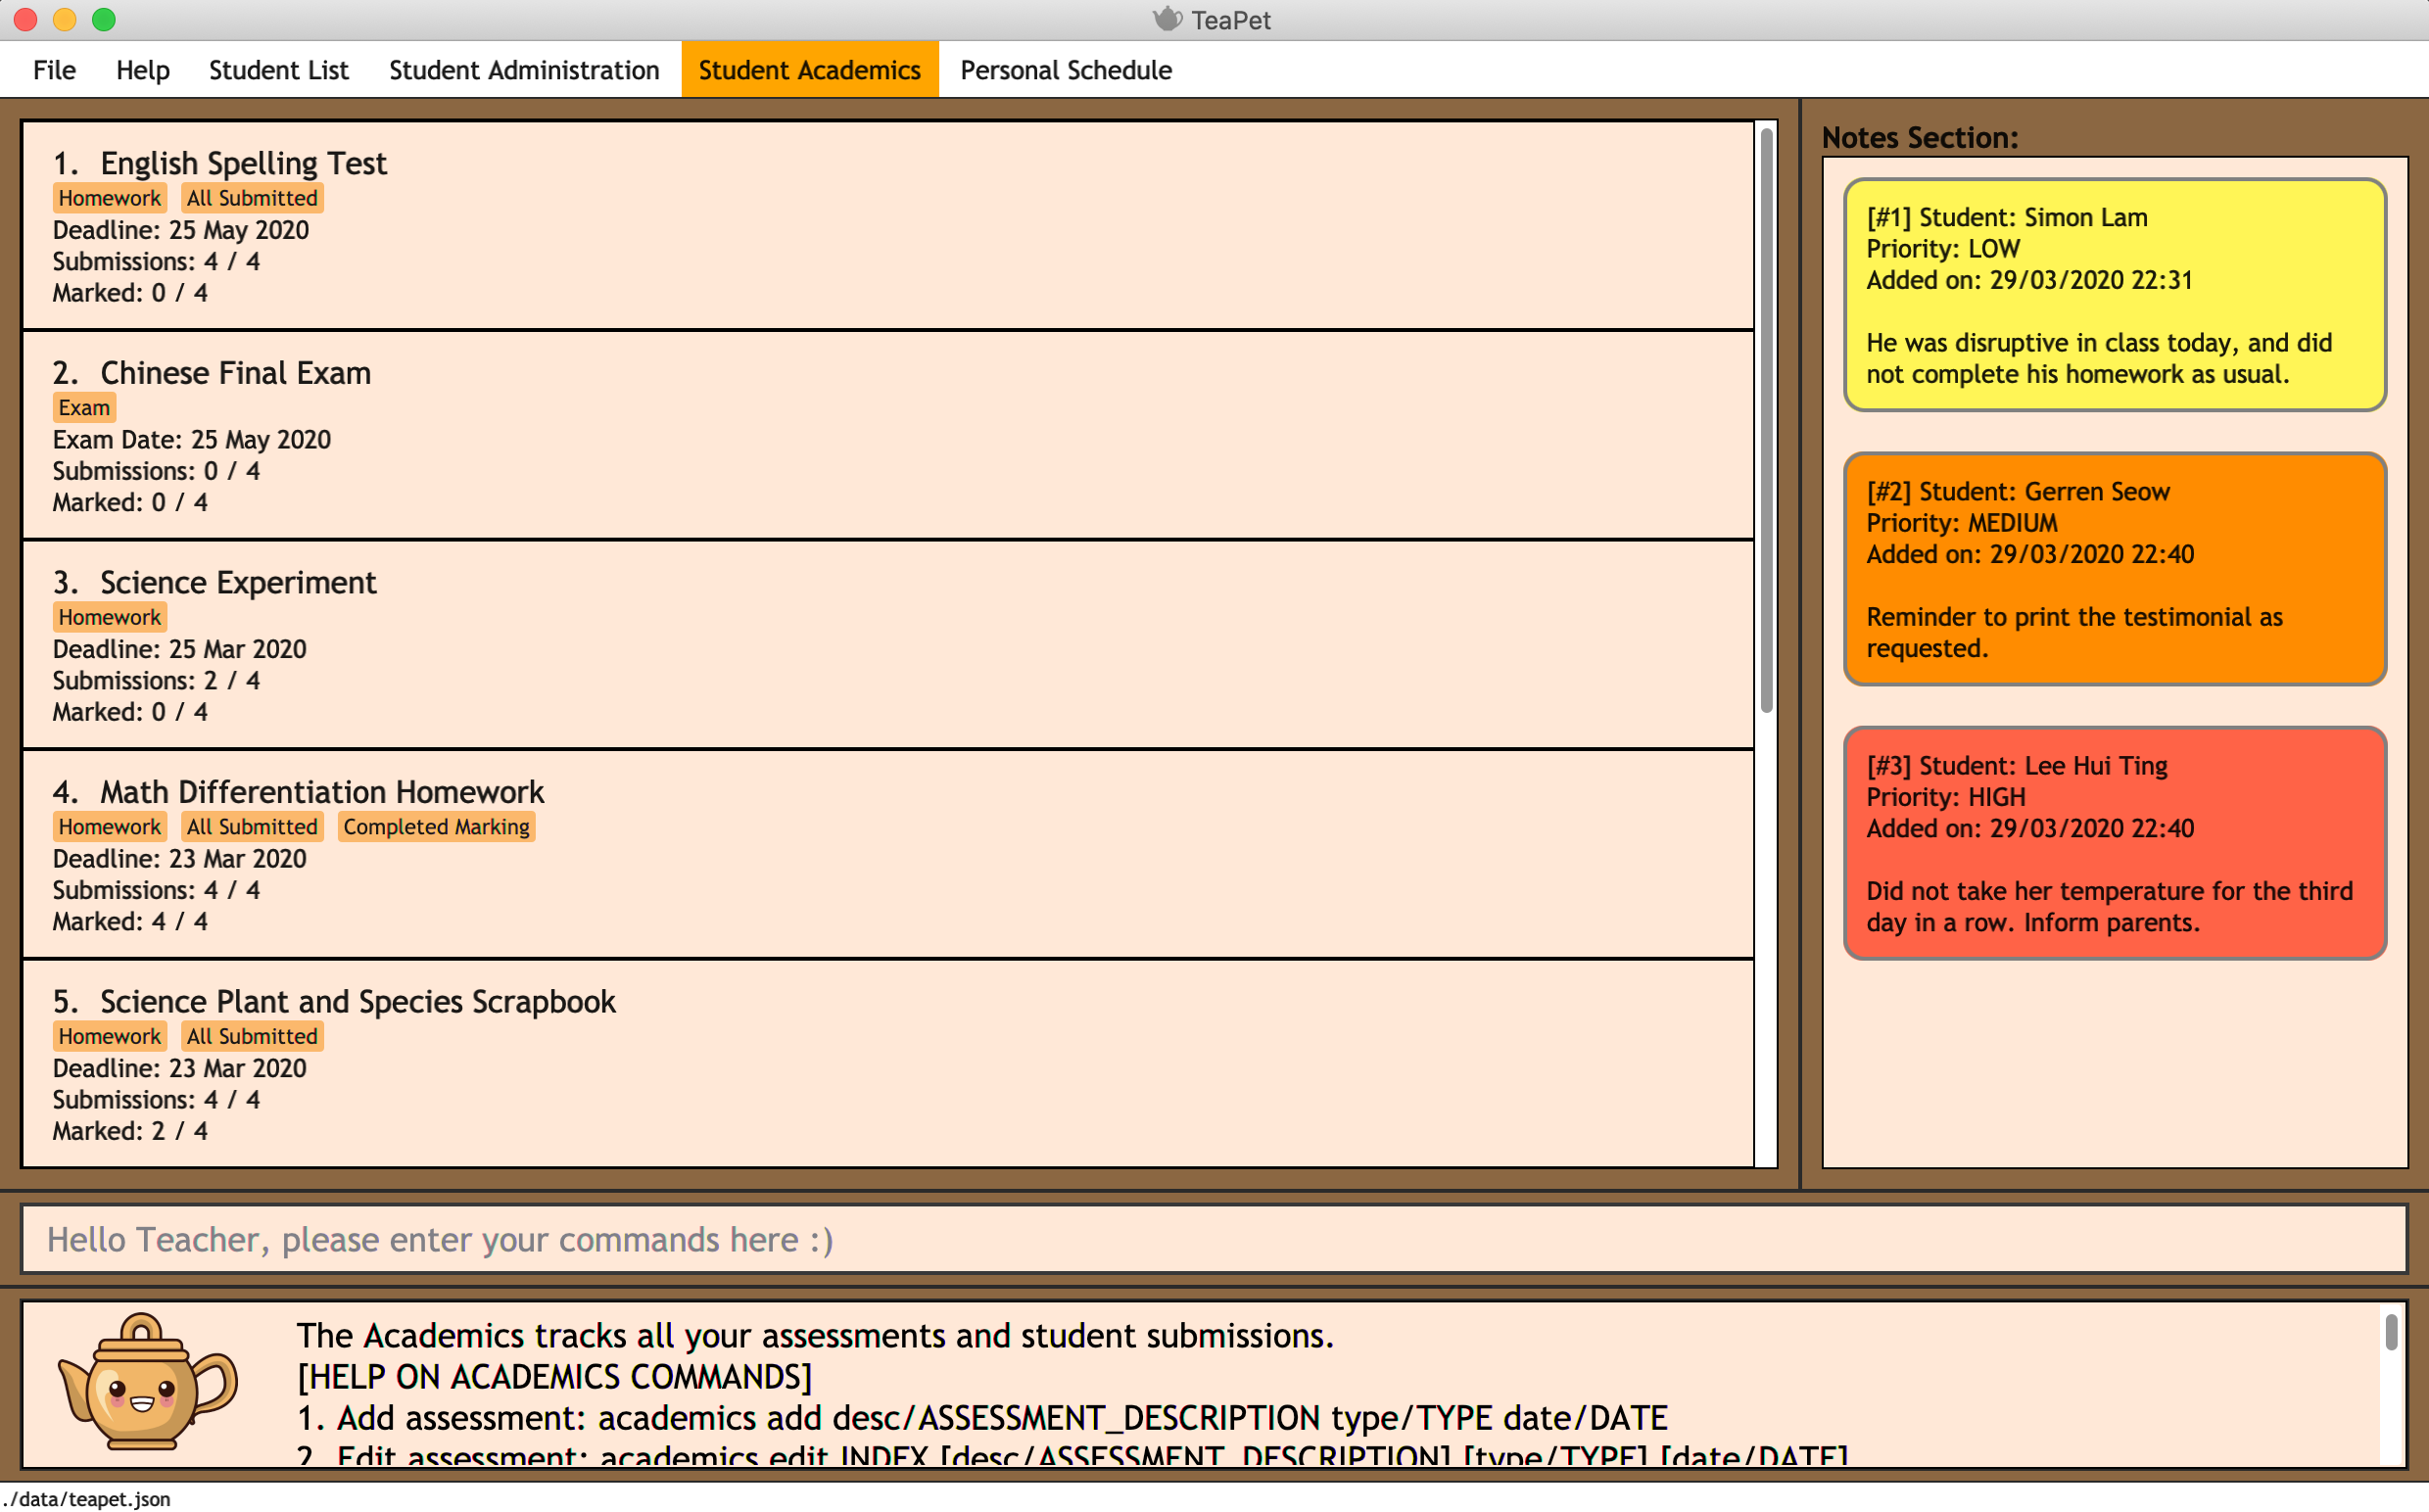 TeaPet
File Help Student List Student Administration Student Academics Personal Schedule
1. English Spelling Test
Homework All Submitted
Deadline: 25 May 2020
Submissions: 4 / 4
Marked: 0 / 4
2. Chinese Final Exam
Exam
Exam Date: 25 May 2020
Submissions: 0 / 4
Marked: 0 / 4
3. Science Experiment
Homework
Deadline: 25 Mar 2020
Submissions: 2 / 4
Marked: 0 / 4
4. Math Differentiation Homework
Homework All Submitted Completed Marking
Deadline: 23 Mar 2020
Submissions: 4 / 4
Marked: 4 / 4
5. Science Plant and Species Scrapbook
Homework All Submitted
Deadline: 23 Mar 2020
Submissions: 4 / 4
Marked: 2 / 4
Notes Section:
[#1] Student: Simon Lam
Priority: LOW
Added on: 29/03/2020 22:31
He was disruptive in class today, and did
not complete his homework as usual.
[#2] Student: Gerren Seow
Priority: MEDIUM
Added on: 29/03/2020 22:40
Reminder to print the testimonial as
requested.
[#3] Student: Lee Hui Ting
Priority: HIGH
Added on: 29/03/2020 22:40
Did not take her temperature for the third
day in a row. Inform parents.
Hello Teacher, please enter your commands here :)
The Academics tracks all your assessments and student submissions.
[HELP ON ACADEMICS COMMANDS]
1. Add assessment: academics add desc/ASSESSMENT_DESCRIPTION type/TYPE date/DATE
2. Edit assessment: academics edit INDEX [desc/ASSESSMENT_DESCRIPTION] [type/TYPE] [date/DATE]
./data/teapet.json